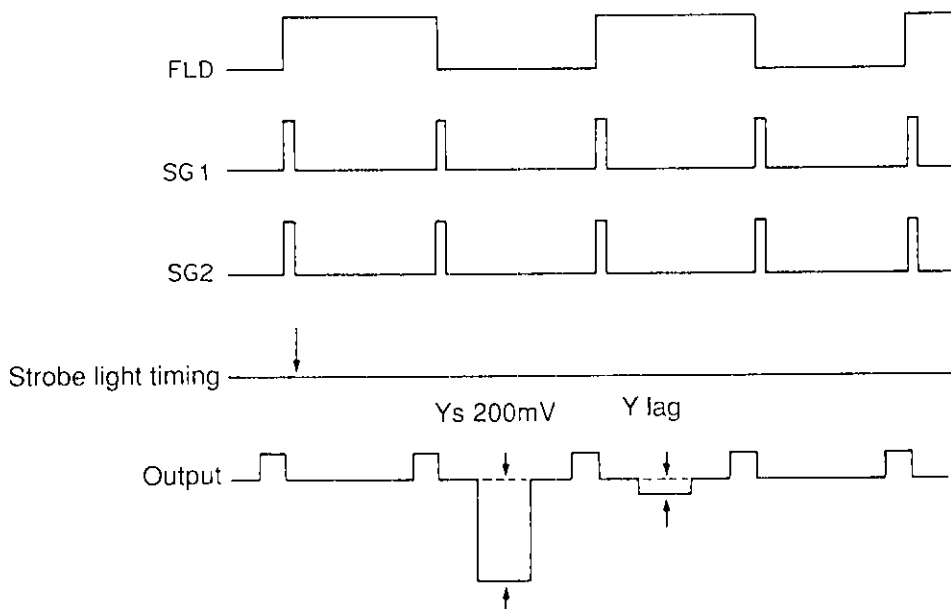 FLD
SG1
SG2
Strobe light timing
Ys 200mV Y lag
Output